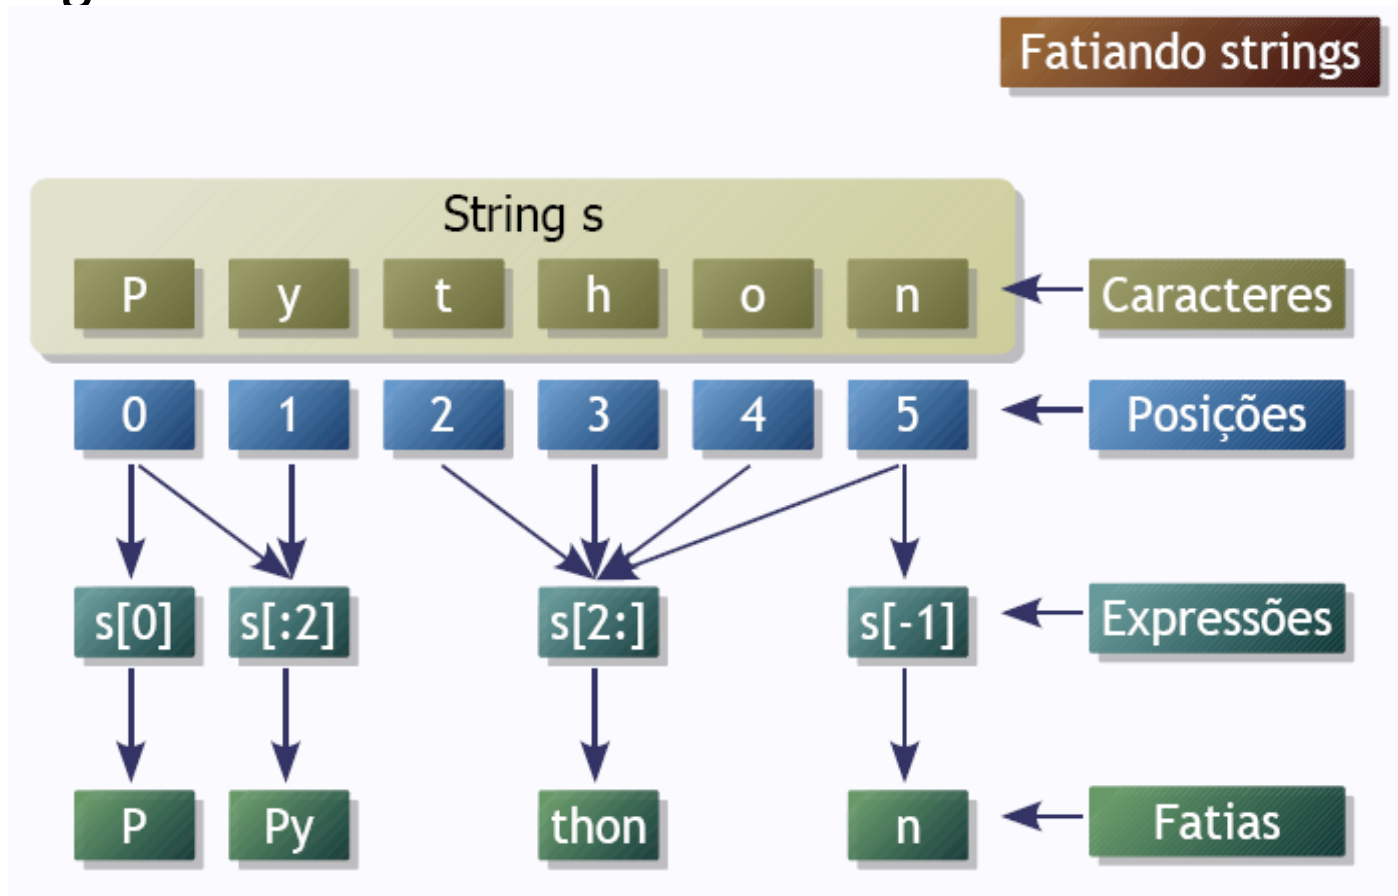 Fatiando strings
String s
P y t h o n Caracteres
0 1 2 3 4 5 Posições
s[0] s[:2] s[2:] s[-1] Expressões
P Py thon n Fatias